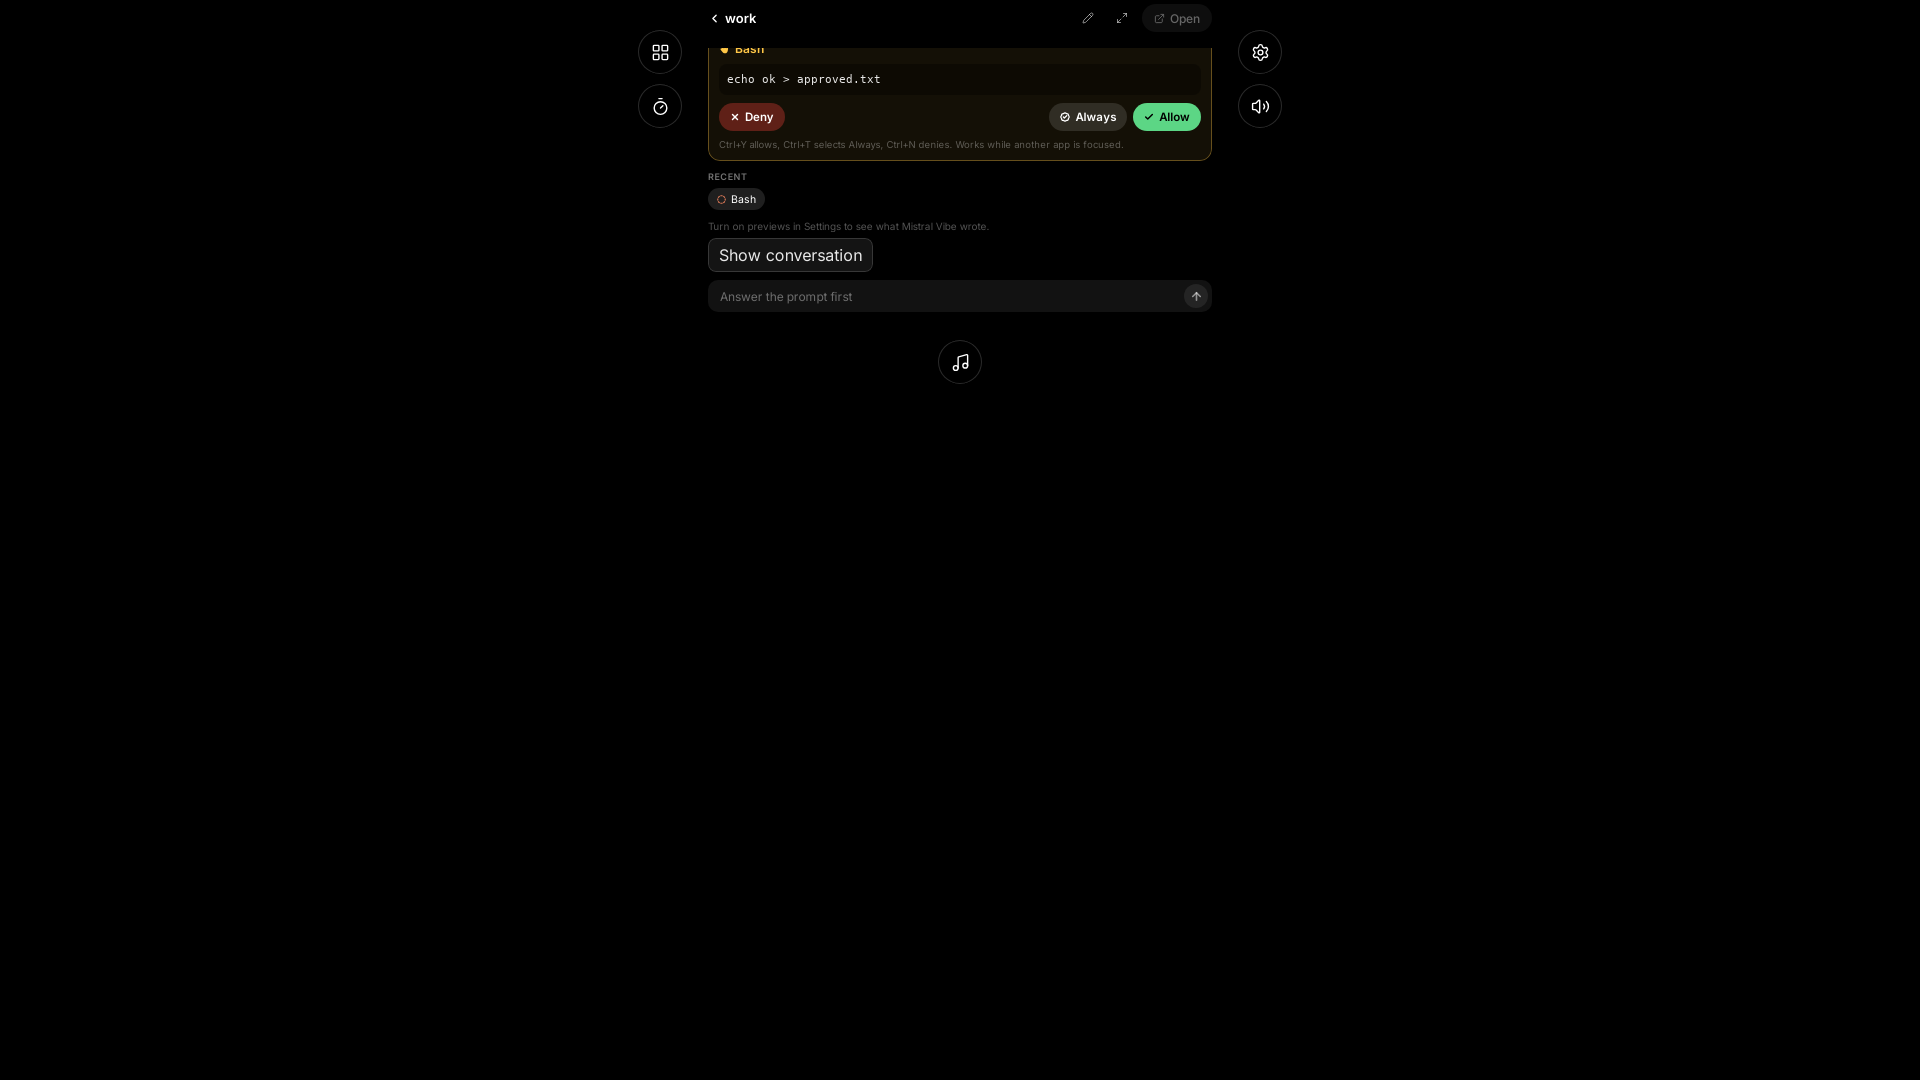 work
Open
Bash
echo ok > approved.txt
Deny
Always
Allow
Ctrl+Y allows, Ctrl+T selects Always, Ctrl+N denies. Works while another app is focused.
RECENT
Bash
Turn on previews in Settings to see what Mistral Vibe wrote.
Show conversation
Answer the prompt first